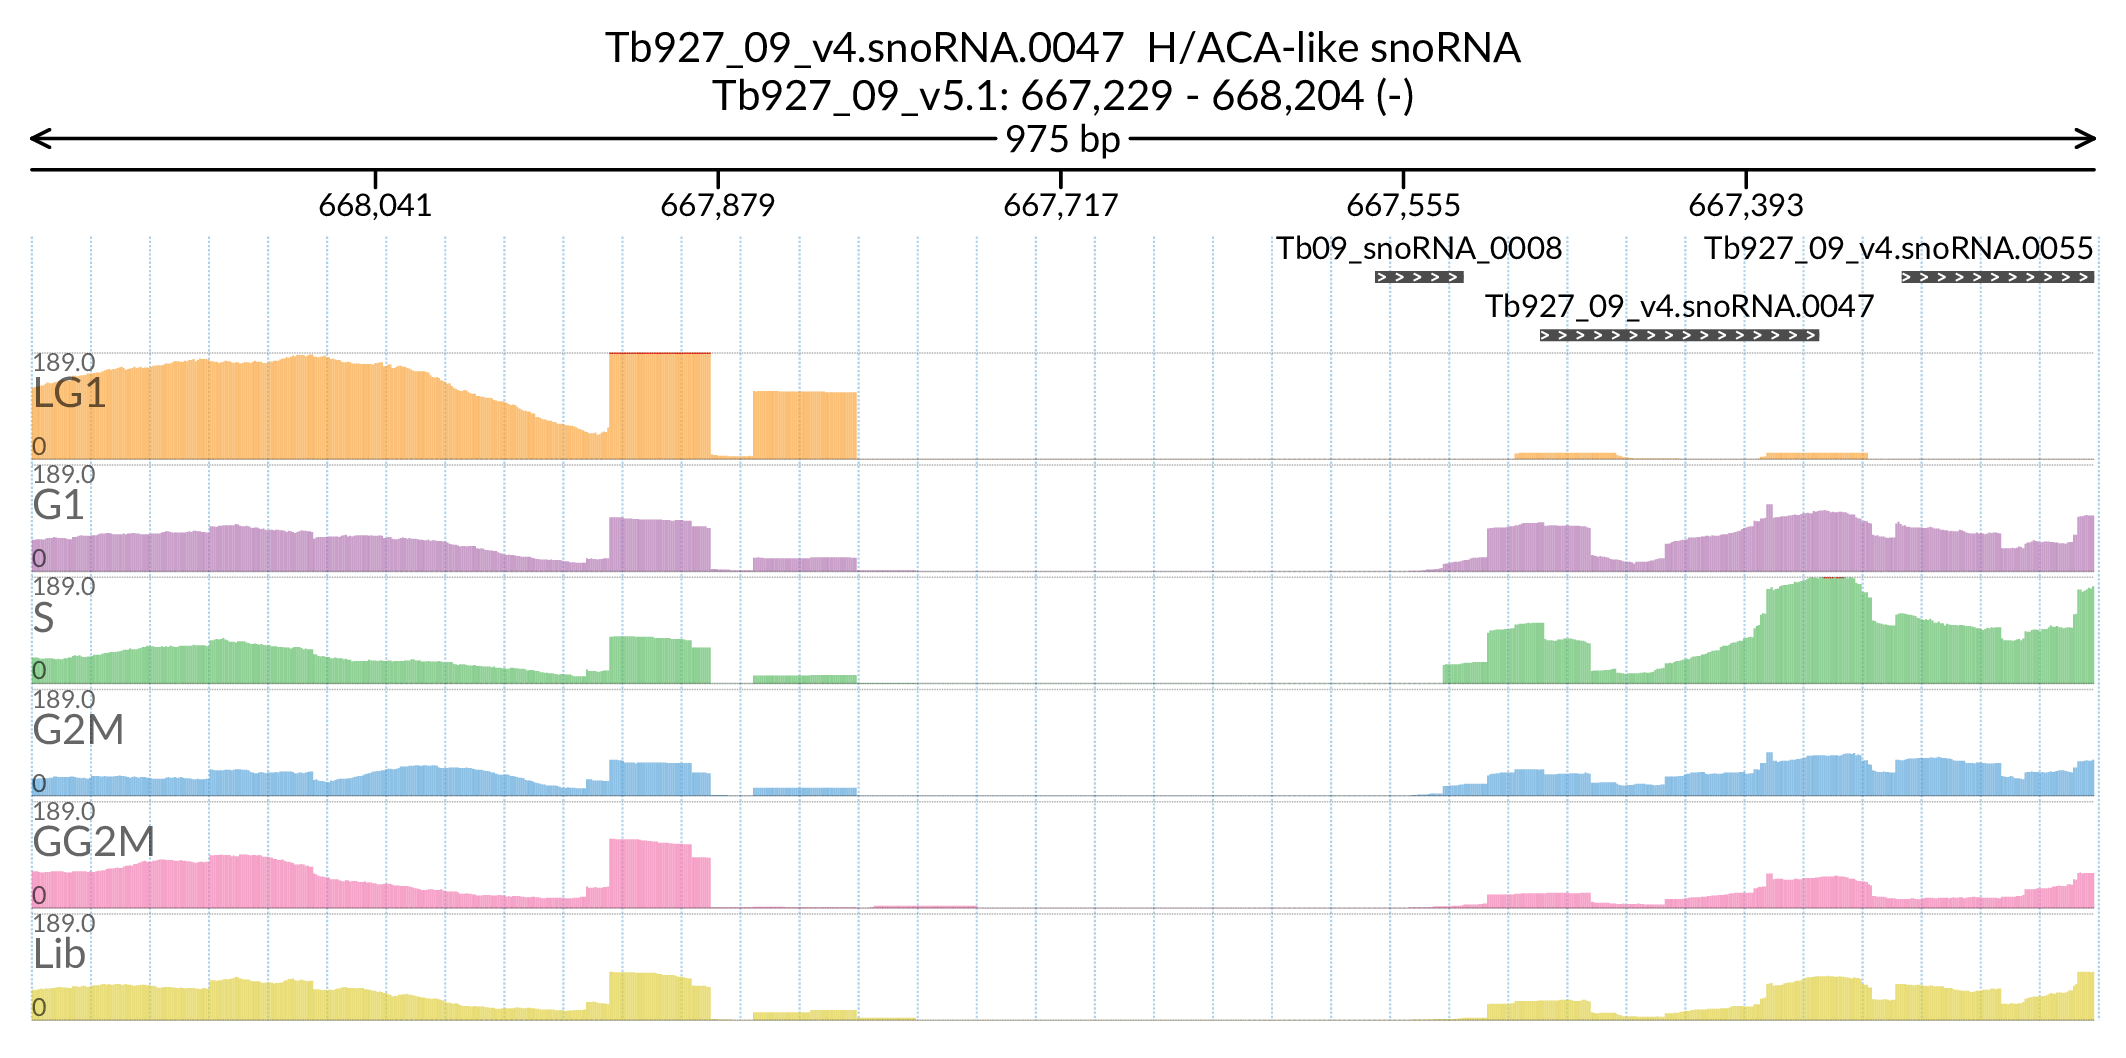 Tb927_09_v4.snoRNA.0047  H/ACA-like snoRNA
Tb927_09_v5.1: 667,229 - 668,204 (-)
975 bp
668,041 667,879 667,717 667,555 667,393
Tb09_snoRNA_0008 Tb927_09_v4.snoRNA.0055
Tb927_09_v4.snoRNA.0047
189.0
LG1
0
189.0
G1
0
189.0
S
0
189.0
G2M
0
189.0
GG2M
0
189.0
Lib
0